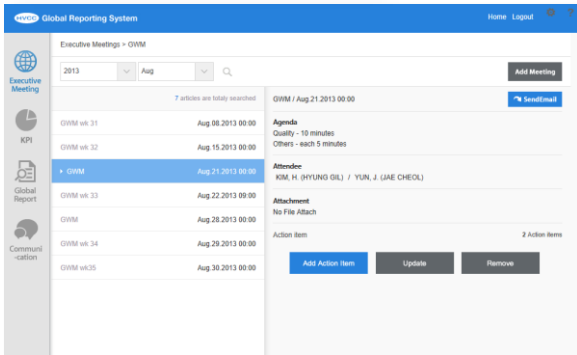 HVCC Global Reporting System
Home Logout ?
Executive Meetings > GWM
2013 Aug
Add Meeting
Executive
Meeting
KPI
Global
Report
Communi
-cation
7 articles are totaly searched
GWM wk 31 Aug.08.2013 00:00
GWM wk 32 Aug.15.2013 00:00
GWM Aug.21.2013 00:00
GWM wk 33 Aug.22.2013 09:00
GWM Aug.28.2013 00:00
GWM wk 34 Aug.29.2013 00:00
GWM wk35 Aug.30.2013 00:00
GWM / Aug.21.2013 00:00 SendEmail
Agenda
Quality - 10 minutes
Others - each 5 minutes
Attendee
KIM, H. (HYUNG GIL) / YUN, J. (JAE CHEOL)
Attachment
No File Attach
Action item 2 Action items
Add Action Item Update Remove